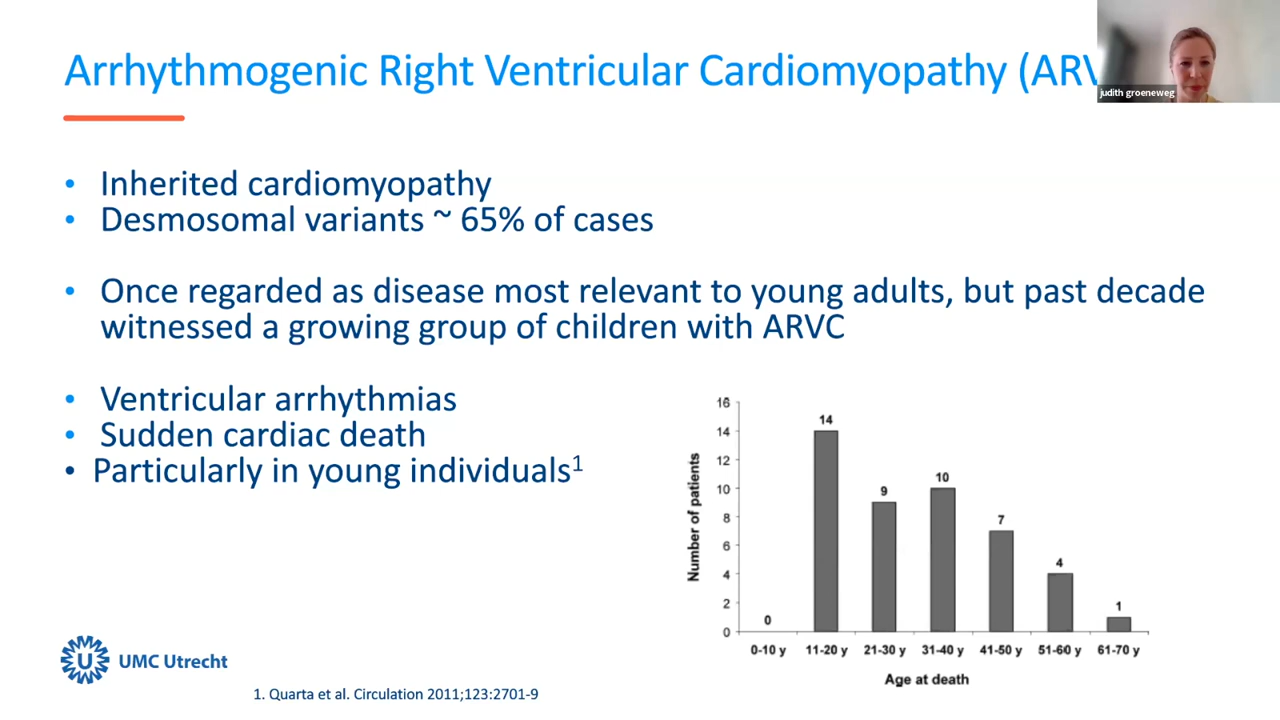 Arrhythmogenic Right Ventricular Cardiomyopathy (ARV
judith groeneweg
• Inherited cardiomyopathy
• Desmosomal variants ~ 65% of cases
• Once regarded as disease most relevant to young adults, but past decade
witnessed a growing group of children with ARVC
• Ventricular arrhythmias
• Sudden cardiac death
• Particularly in young individuals1
Number of patients
16
14
12
10
8
6
4
2
0
0
14
9
10
7
4
1
0-10 y 11-20 y 21-30 y 31-40 y 41-50 y 51-60 y 61-70 y
Age at death
U
UMC Utrecht
1. Quarta et al. Circulation 2011;123:2701-9